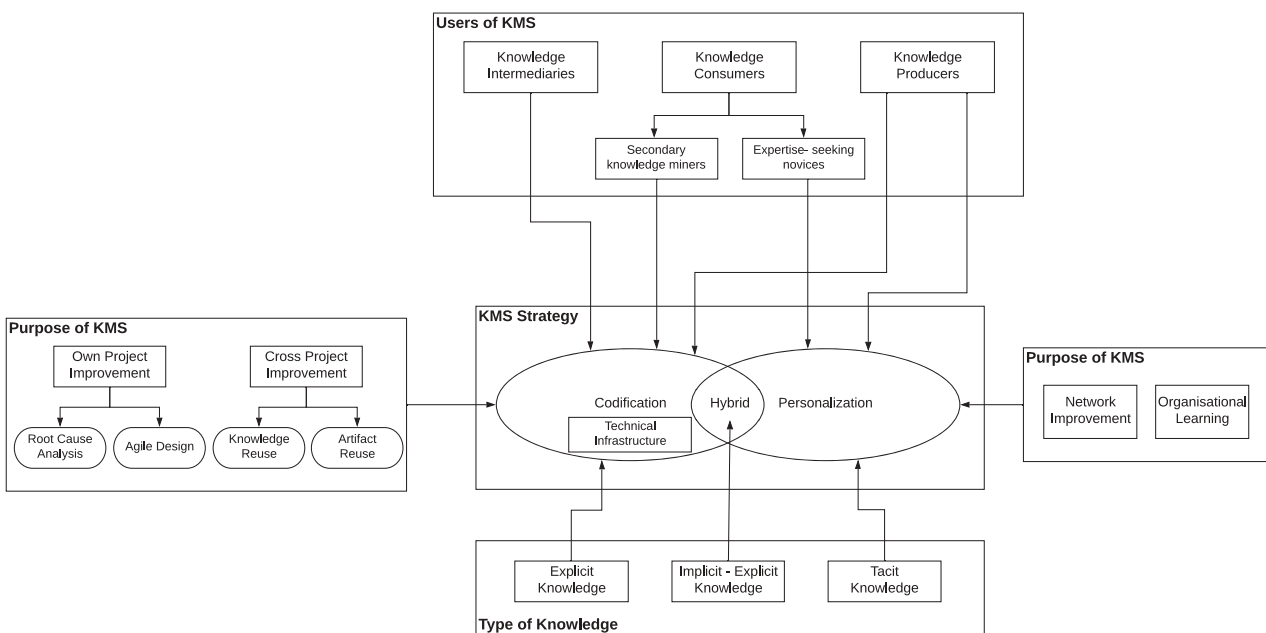 Users of KMS
Knowledge
Intermediaries
Knowledge
Consumers
Knowledge
Producers
Secondary
knowledge miners
Expertise- seeking
novices
Purpose of KMS
Own Project
Improvement
Cross Project
Improvement
Root Cause
Analysis
Agile Design
Knowledge
Reuse
Artifact
Reuse
KMS Strategy
Codification
Hybrid
Personalization
Technical
Infrastructure
Purpose of KMS
Network
Improvement
Organisational
Learning
Explicit
Knowledge
Implicit - Explicit
Knowledge
Tacit
Knowledge
Type of Knowledge